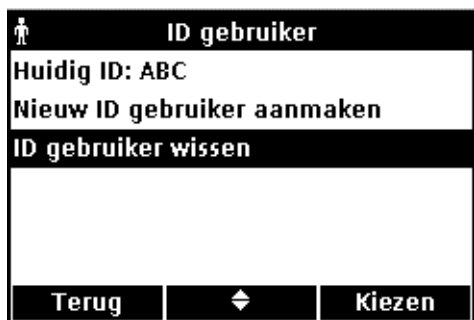 ID gebruiker
Huidig ID: ABC
Nieuw ID gebruiker aanmaken
ID gebruiker wissen
Terug
Kiezen